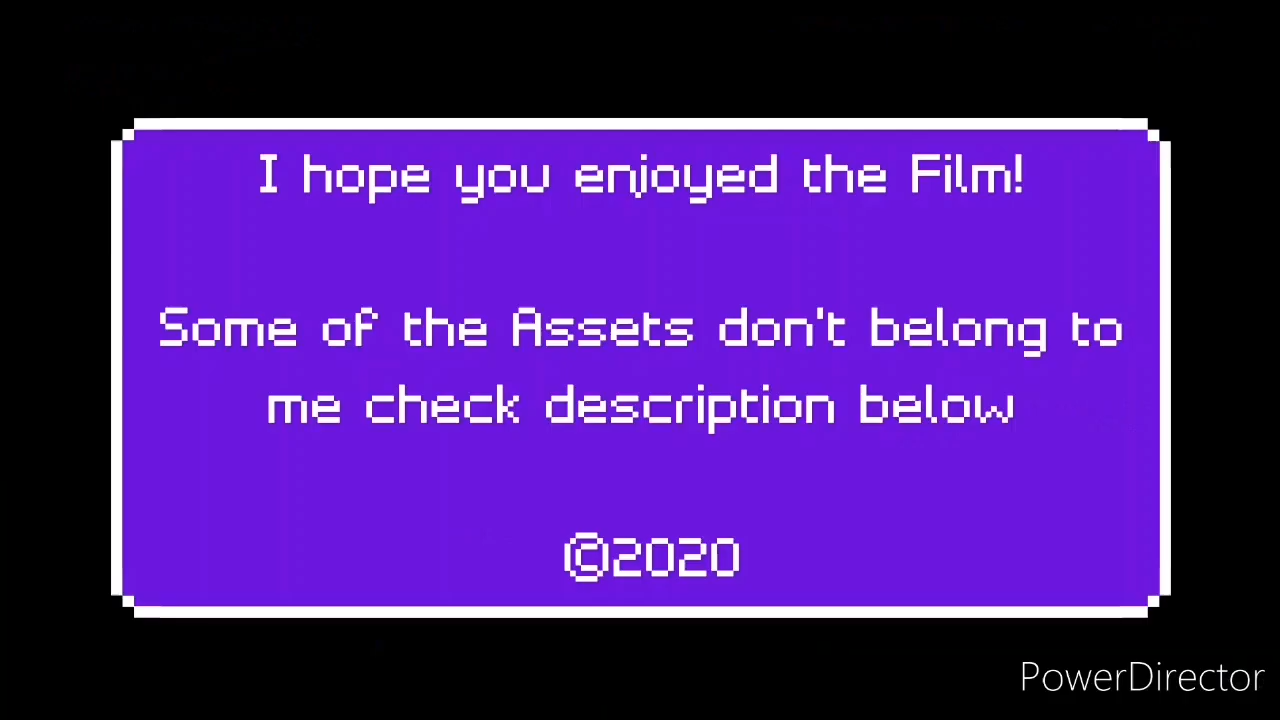 I hope you enjoyed the Film!
Some of the Assets don't belong to
me check description below
©2020
PowerDirector